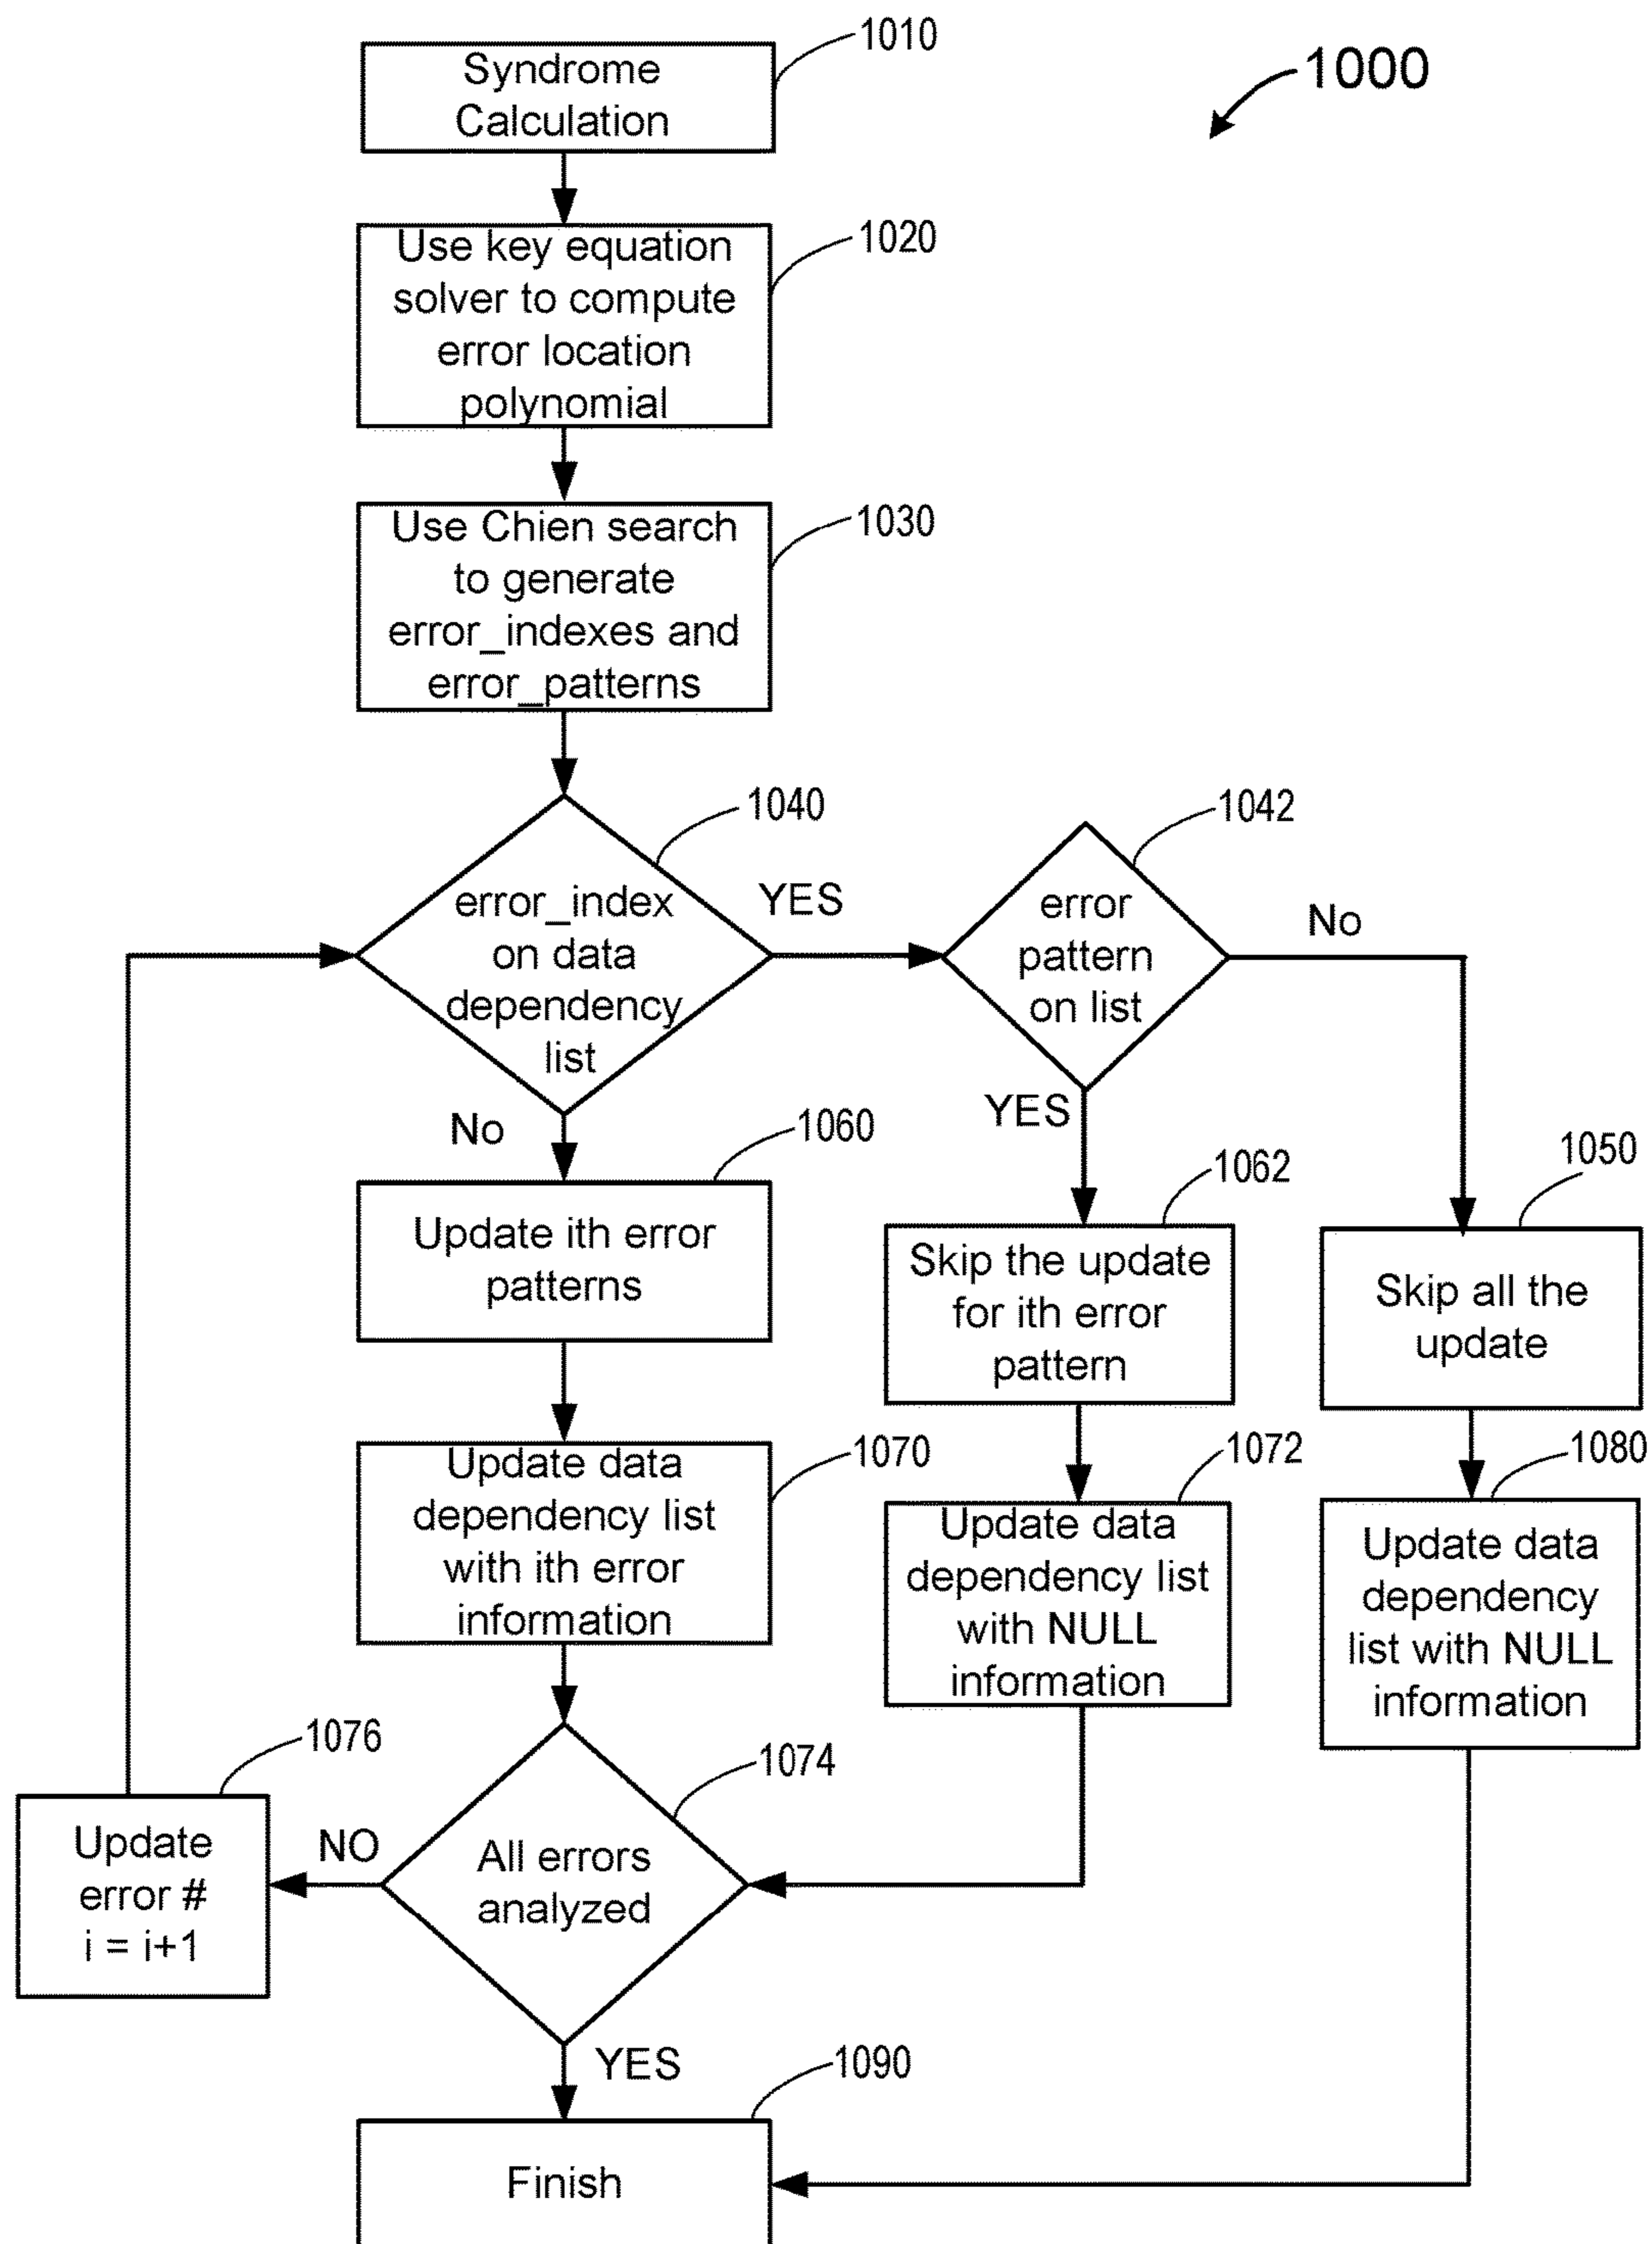 1010
Syndrome
Calculation
1000
1020
Use key equation
solver to compute
error location
polynomial
1030
Use Chien search
to generate
error_indexes and
error_patterns
1040
error_index
on data
dependency
list
YES
1042
error
pattern
on list
No
No
YES
1060
Update ith error
patterns
1062
Skip the update
for ith error
pattern
1050
Skip all the
update
1070
Update data
dependency list
with ith error
information
1072
Update data
dependency list
with NULL
information
1080
Update data
dependency
list with NULL
information
1076
Update
error #
i = i+1
NO
1074
All errors
analyzed
YES
1090
Finish